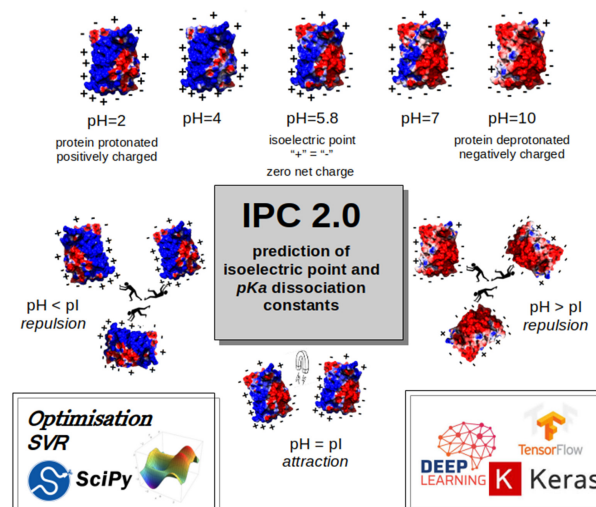 pH=2
pH=4
pH=5.8
pH=7
pH=10
protein protonated
positively charged
isoelectric point
"+" = "-"
zero net charge
protein deprotonated
negatively charged
IPC 2.0
prediction of
isoelectric point and
pKa dissociation
constants
pH < pI
repulsion
pH > pI
repulsion
pH = pI
attraction
Optimisation
SVR
SciPy
TensorFlow
DEEP
LEARNING
K Keras